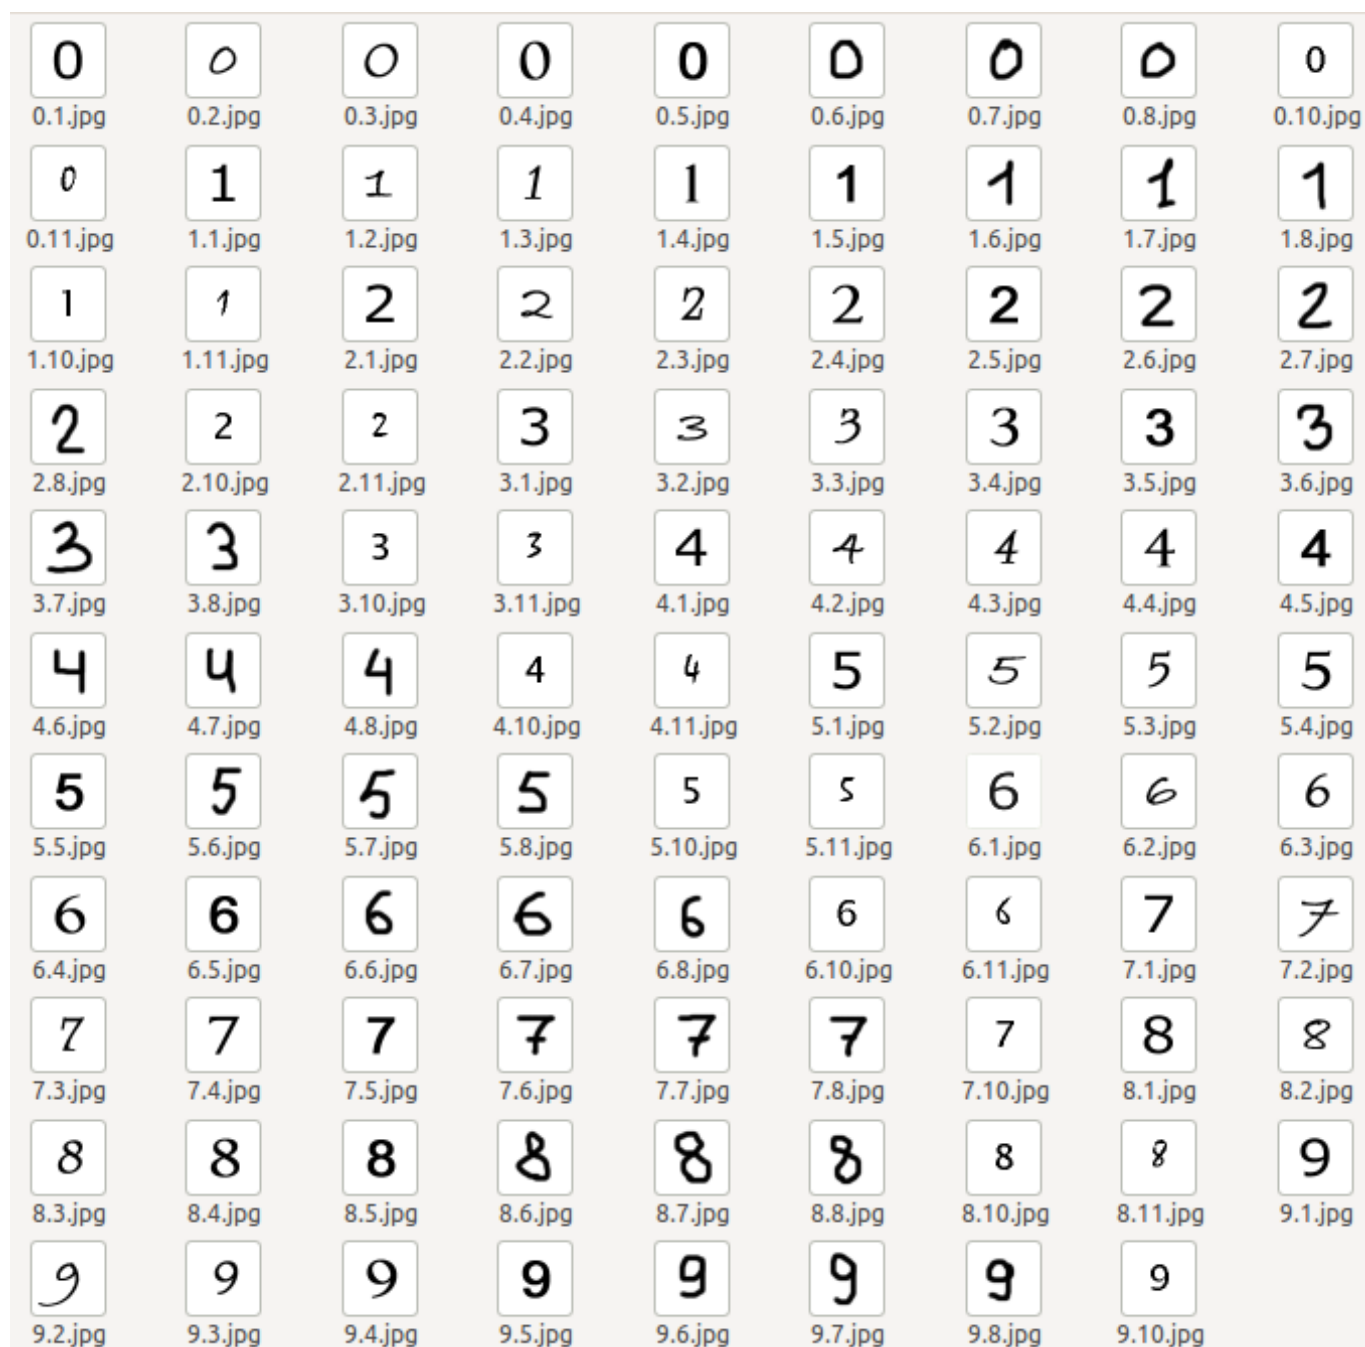 0 0 0 0 0 0 0 0 0
0.1.jpg 0.2.jpg 0.3.jpg 0.4.jpg 0.5.jpg 0.6.jpg 0.7.jpg 0.8.jpg 0.10.jpg
0 1 1 1 1 1 1 1 1
0.11.jpg 1.1.jpg 1.2.jpg 1.3.jpg 1.4.jpg 1.5.jpg 1.6.jpg 1.7.jpg 1.8.jpg
1 1 2 2 2 2 2 2 2
1.10.jpg 1.11.jpg 2.1.jpg 2.2.jpg 2.3.jpg 2.4.jpg 2.5.jpg 2.6.jpg 2.7.jpg
2 2 2 3 3 3 3 3 3
2.8.jpg 2.10.jpg 2.11.jpg 3.1.jpg 3.2.jpg 3.3.jpg 3.4.jpg 3.5.jpg 3.6.jpg
3 3 3 3 4 4 4 4 4
3.7.jpg 3.8.jpg 3.10.jpg 3.11.jpg 4.1.jpg 4.2.jpg 4.3.jpg 4.4.jpg 4.5.jpg
4 4 4 4 4 5 5 5 5
4.6.jpg 4.7.jpg 4.8.jpg 4.10.jpg 4.11.jpg 5.1.jpg 5.2.jpg 5.3.jpg 5.4.jpg
5 5 5 5 5 5 6 6 6
5.5.jpg 5.6.jpg 5.7.jpg 5.8.jpg 5.10.jpg 5.11.jpg 6.1.jpg 6.2.jpg 6.3.jpg
6 6 6 6 6 6 6 7 7
6.4.jpg 6.5.jpg 6.6.jpg 6.7.jpg 6.8.jpg 6.10.jpg 6.11.jpg 7.1.jpg 7.2.jpg
7 7 7 7 7 7 7 8 8
7.3.jpg 7.4.jpg 7.5.jpg 7.6.jpg 7.7.jpg 7.8.jpg 7.10.jpg 8.1.jpg 8.2.jpg
8 8 8 8 8 8 8 8 9
8.3.jpg 8.4.jpg 8.5.jpg 8.6.jpg 8.7.jpg 8.8.jpg 8.10.jpg 8.11.jpg 9.1.jpg
9 9 9 9 9 9 9 9
9.2.jpg 9.3.jpg 9.4.jpg 9.5.jpg 9.6.jpg 9.7.jpg 9.8.jpg 9.10.jpg